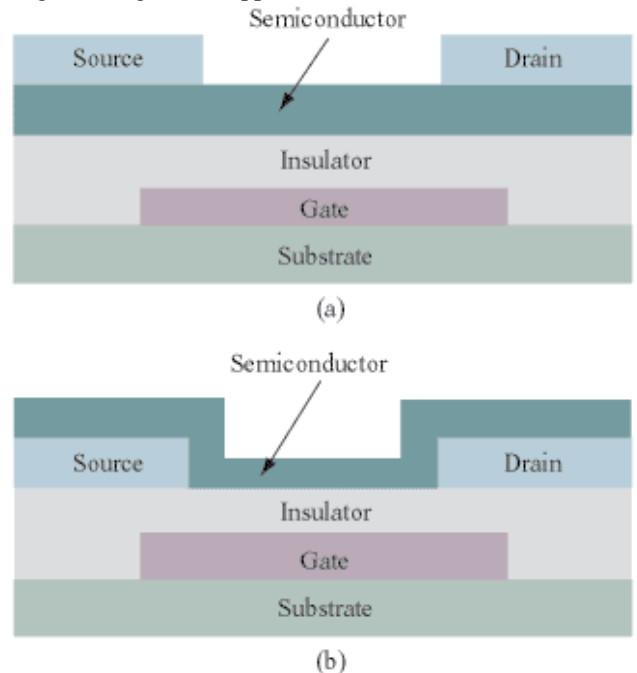 Semiconductor
Source
Drain
Insulator
Gate
Substrate
(a)
Semiconductor
Source
Drain
Insulator
Gate
Substrate
(b)